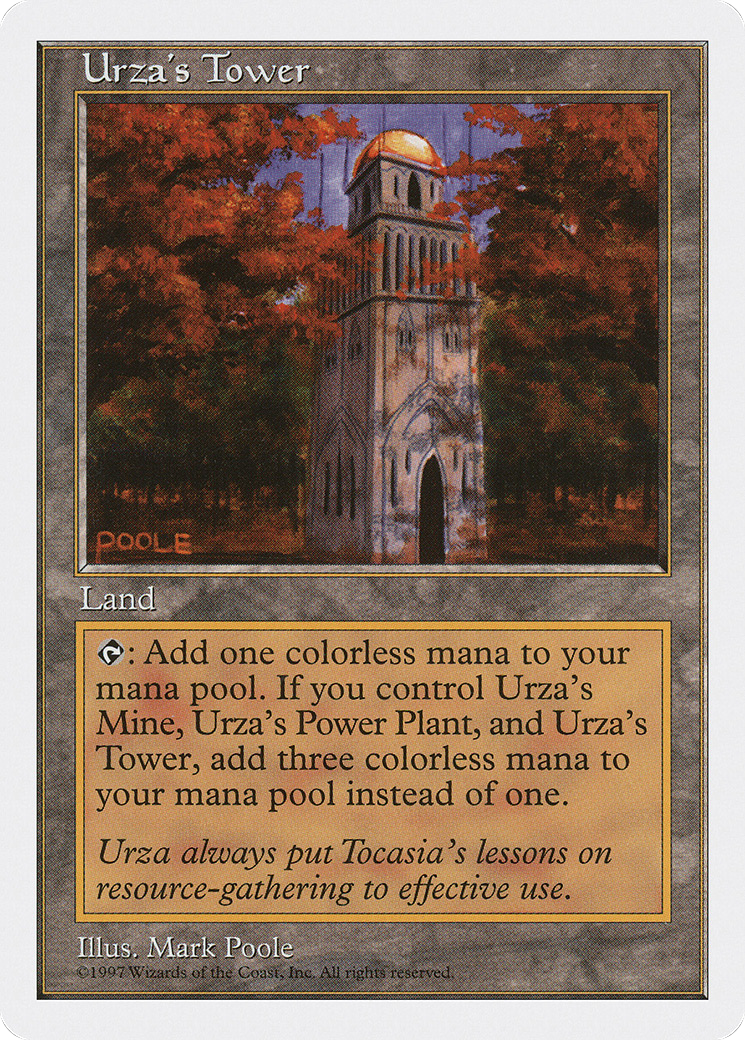 Urza's Tower
POOLE
Land
: Add one colorless mana to your
mana pool. If you control Urza's
Mine, Urza's Power Plant, and Urza's
Tower, add three colorless mana to
your mana pool instead of one.
Urza always put Tocasia's lessons on
resource-gathering to effective use.
Illus. Mark Poole
©1997 Wizards of the Coast, Inc. All rights reserved.